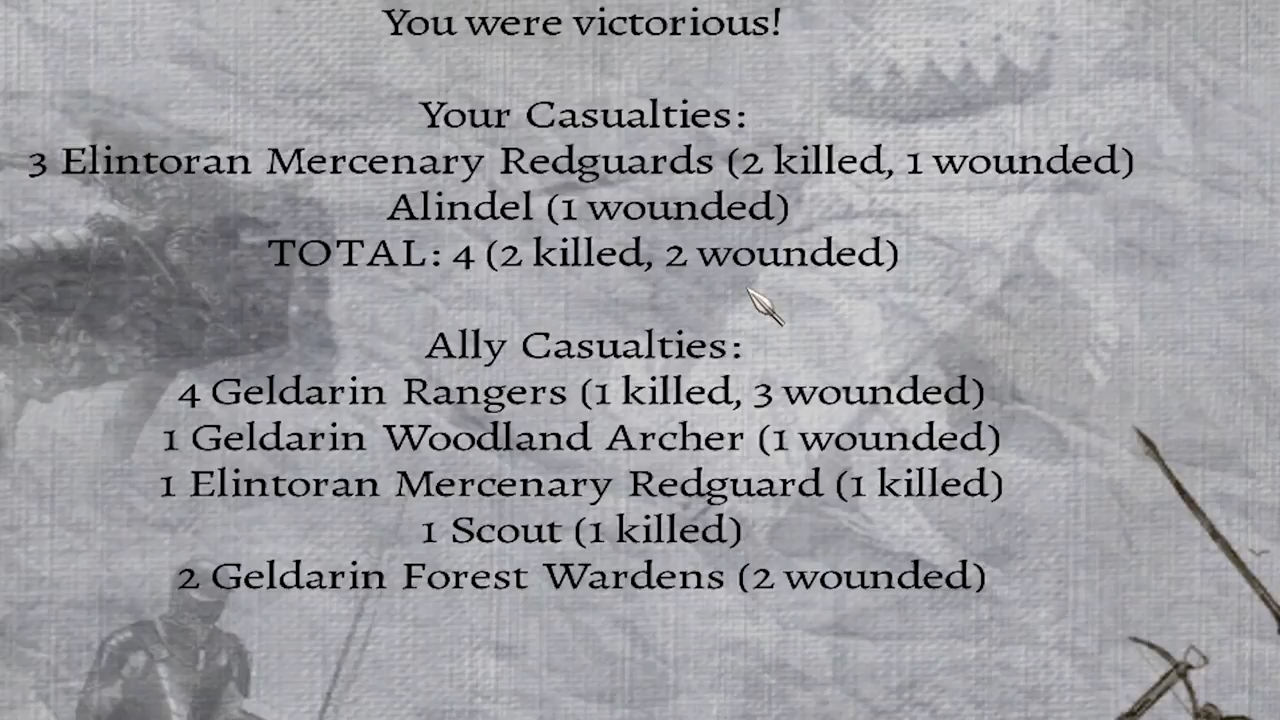 You were victorious!
Your Casualties:
3 Elintoran Mercenary Redguards (2 killed, 1 wounded)
Alindel (1 wounded)
TOTAL: 4 (2 killed, 2 wounded)
Ally Casualties:
4 Geldarin Rangers (1 killed, 3 wounded)
1 Geldarin Woodland Archer (1 wounded)
1 Elintoran Mercenary Redguard (1 killed)
1 Scout (1 killed)
2 Geldarin Forest Wardens (2 wounded)